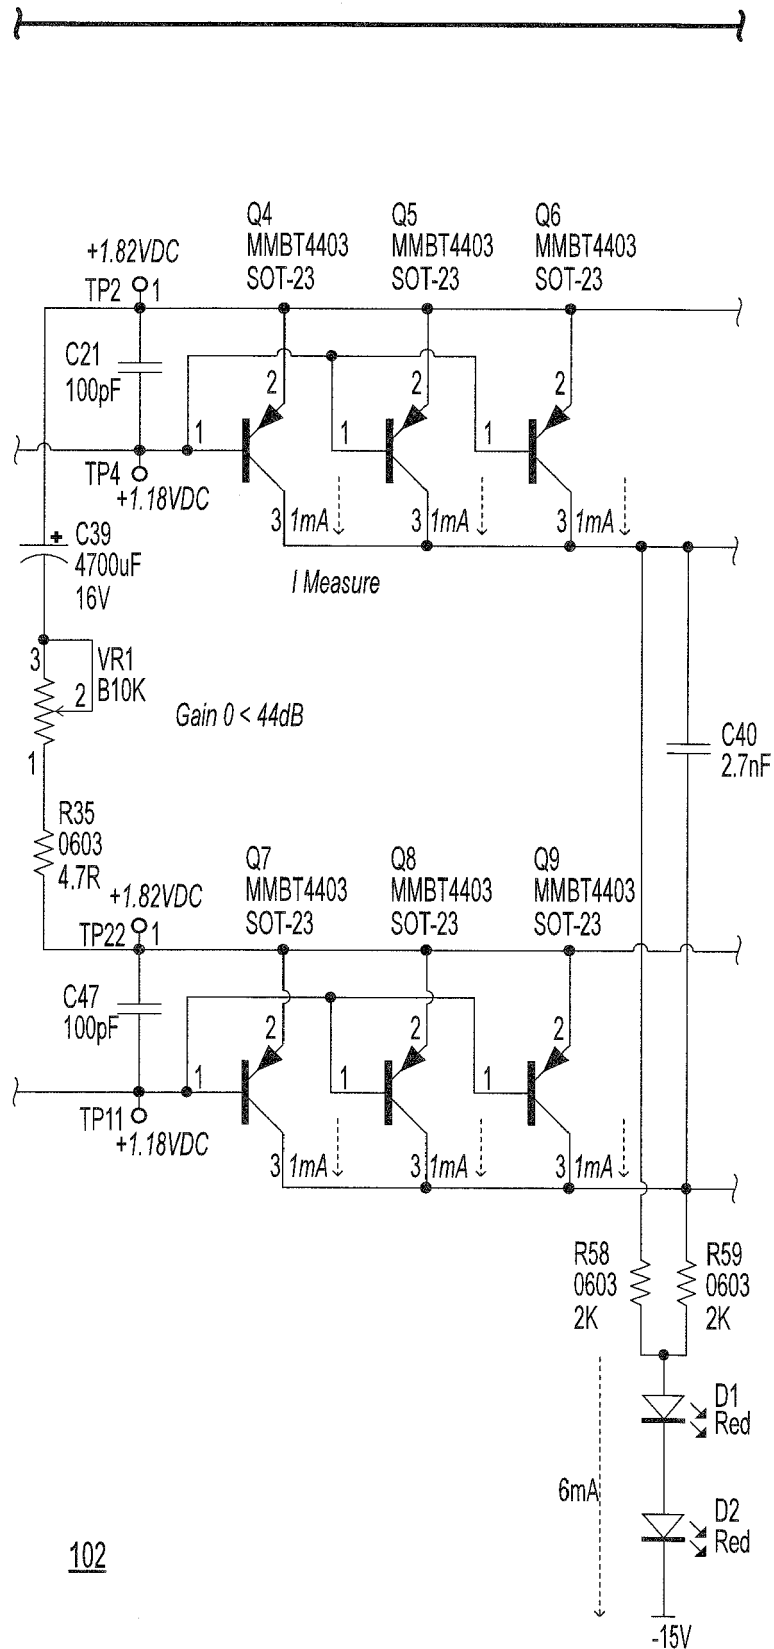 Q4
MMBT4403
SOT-23
Q5
MMBT4403
SOT-23
Q6
MMBT4403
SOT-23
+1.82VDC
TP2
1
C21
100pF
2
2
2
1
1
1
TP4
+1.18VDC
3
1mA
3
1mA
3
1mA
+
C39
4700uF
16V
I Measure
3
VR1
B10K
2
1
Gain 0 < 44dB
C40
2.7nF
R35
0603
4.7R
Q7
MMBT4403
SOT-23
Q8
MMBT4403
SOT-23
Q9
MMBT4403
SOT-23
+1.82VDC
TP22
1
C47
100pF
2
2
2
1
1
1
TP11
+1.18VDC
3
1mA
3
1mA
3
1mA
R58
0603
2K
R59
0603
2K
D1
Red
6mA
D2
Red
102
-15V